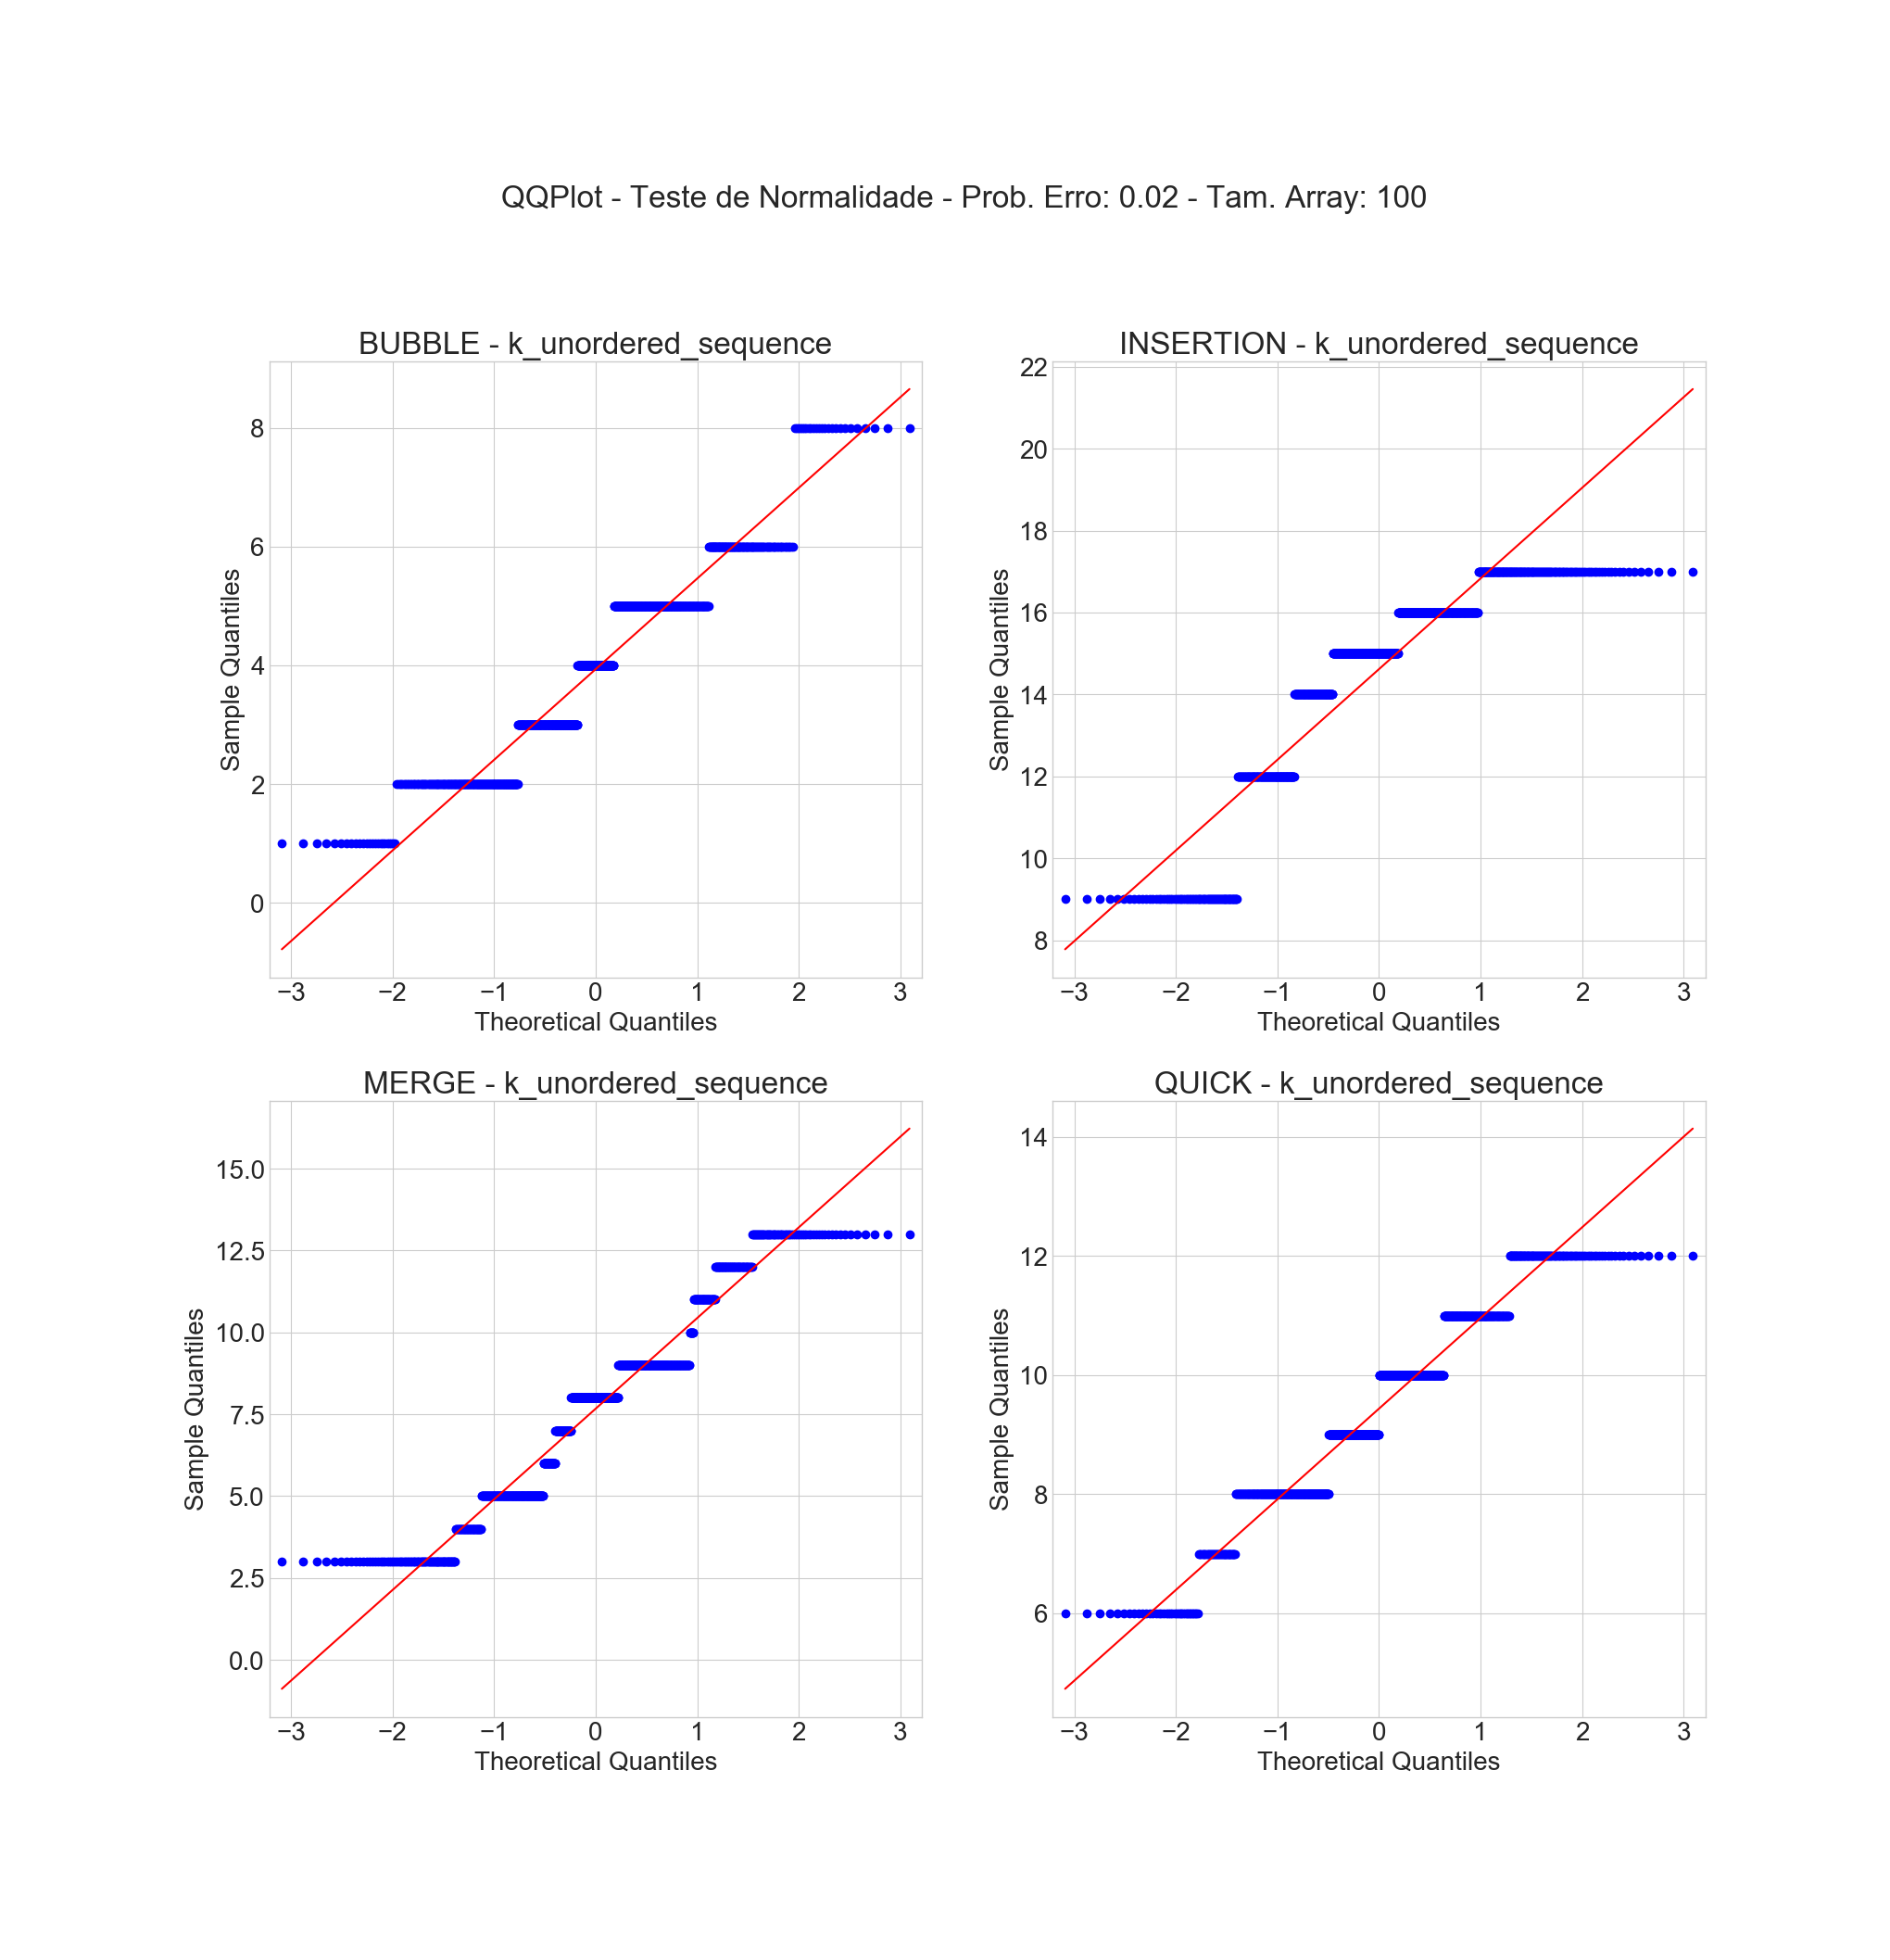 QQPlot - Teste de Normalidade - Prob. Erro: 0.02 - Tam. Array: 100
BUBBLE - k_unordered_sequence
8
6
4
2
0
Sample Quantiles
−3 −2 −1 0 1 2 3
Theoretical Quantiles
INSERTION - k_unordered_sequence
22
20
18
16
14
12
10
8
Sample Quantiles
−3 −2 −1 0 1 2 3
Theoretical Quantiles
MERGE - k_unordered_sequence
15.0
12.5
10.0
7.5
5.0
2.5
0.0
Sample Quantiles
−3 −2 −1 0 1 2 3
Theoretical Quantiles
QUICK - k_unordered_sequence
14
12
10
8
6
Sample Quantiles
−3 −2 −1 0 1 2 3
Theoretical Quantiles